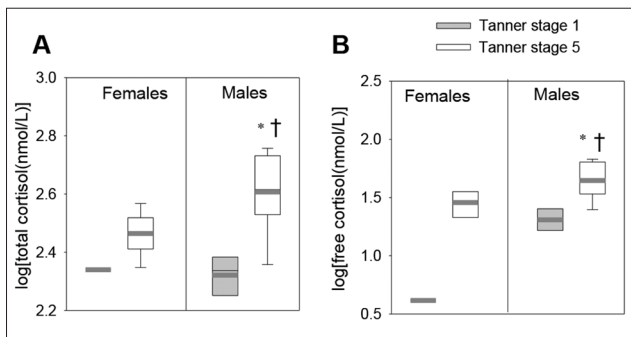 Tanner stage 1
Tanner stage 5
A
log[total cortisol(nmol/L)]
3.0
2.8
2.6
2.4
2.2
Females
Males
* †
B
log[free cortisol(nmol/L)]
2.5
2.0
1.5
1.0
0.5
Females
Males
* †